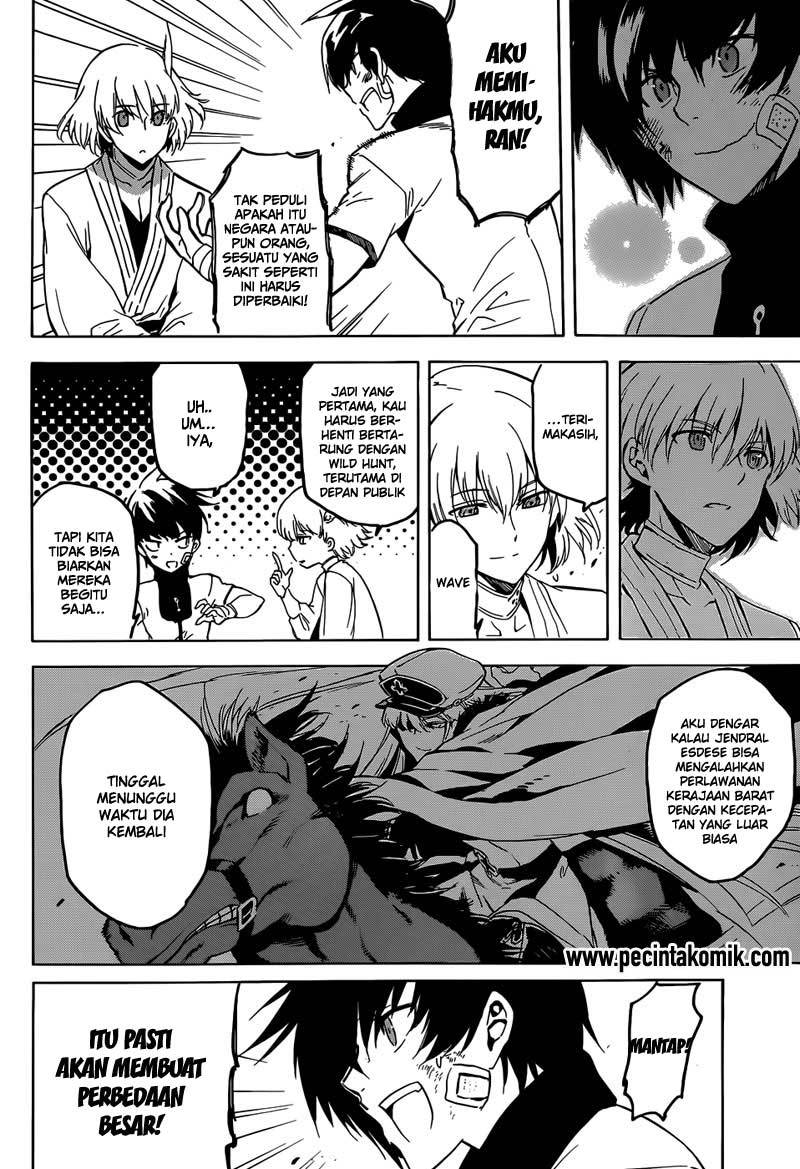 AKU
MEMI-
HAKMU,
RAN!
TAK PEDULI
APAKAH ITU
NEGARA ATAU-
PUN ORANG,
SESUATU YANG
SAKIT SEPERTI
INI HARUS
DIPERBAIKI!
...TERI-
MAKASIH,
WAVE
JADI YANG
PERTAMA, KAU
HARUS BER-
HENTI BERTA-
RUNG DENGAN
WILD HUNT,
TERUTAMA DI
DEPAN PUBLIK
UH..
UM...
IYA,
TAPI KITA
TIDAK BISA
BIARKAN
MEREKA
BEGITU
SAJA...
AKU DENGAR
KALAU JENDRAL
ESDESE BISA
MENGALAHKAN
PERLAWANAN
KERAJAAN BARAT
DENGAN KECEPA-
TAN YANG LUAR
BIASA
TINGGAL
MENUNGGU
WAKTU DIA
KEMBALI
www.pecintakomik.com
MANTAP!
ITU PASTI
AKAN MEMBUAT
PERBEDAAN
BESAR!